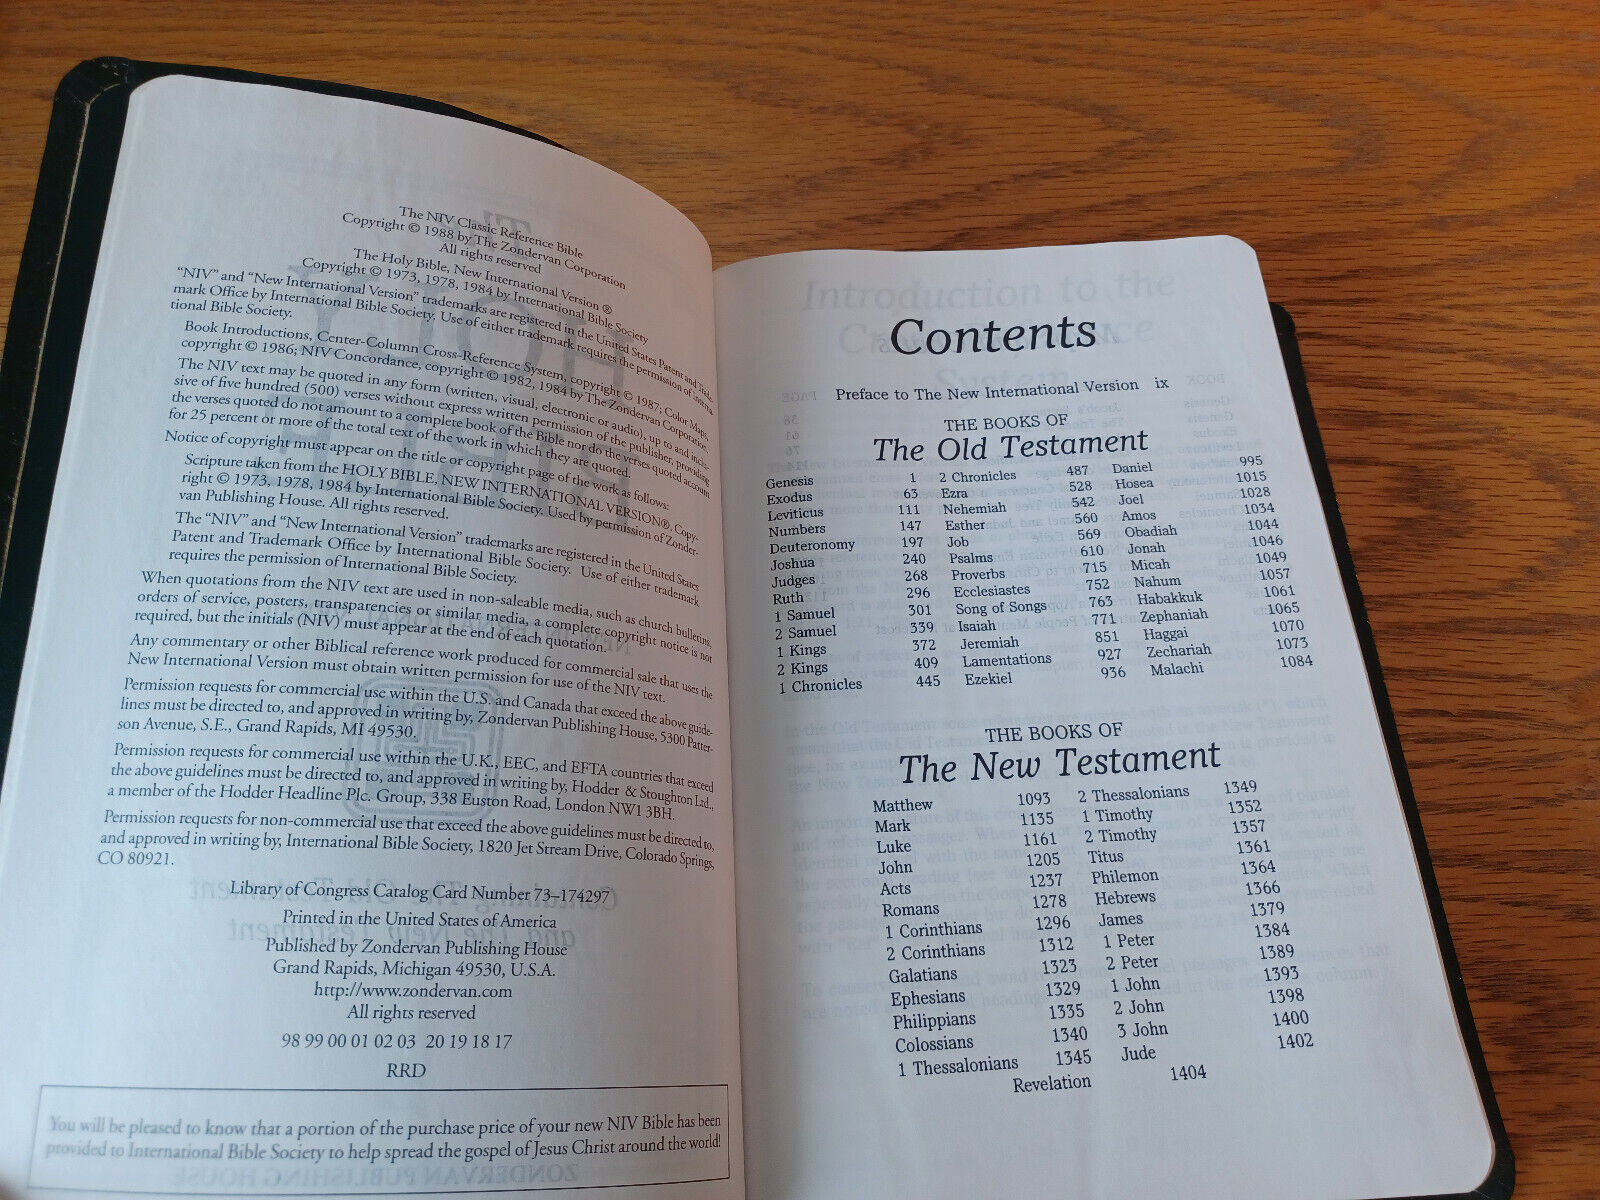 The NIV Classic Reference Bible
Copyright © 1988 by The Zondervan Corporation
All rights reserved
The Holy Bible, New International Version ®
Copyright © 1973, 1978, 1984 by International Bible Society
"NIV" and "New International Version" trademarks are registered in the United States Patent and Trade-
mark Office by International Bible Society. Use of either trademark requires the permission of Interna-
tional Bible Society.
Book Introductions, Center-Column Cross-Reference System, copyright © 1987; Color Maps,
copyright © 1986; NIV Concordance, copyright © 1982, 1984 by The Zondervan Corporation.
The NIV text may be quoted in any form (written, visual, electronic or audio), up to and inclu-
sive of five hundred (500) verses without express written permission of the publisher, providing
the verses quoted do not amount to a complete book of the Bible nor do the verses quoted account
for 25 percent or more of the total text of the work in which they are quoted.
Notice of copyright must appear on the title or copyright page of the work as follows:
Scripture taken from the HOLY BIBLE, NEW INTERNATIONAL VERSION®. Copy-
right © 1973, 1978, 1984 by International Bible Society. Used by permission of Zonder-
van Publishing House. All rights reserved.
The "NIV" and "New International Version" trademarks are registered in the United States
Patent and Trademark Office by International Bible Society. Use of either trademark
requires the permission of International Bible Society.
When quotations from the NIV text are used in non-saleable media, such as church bulletins,
orders of service, posters, transparencies or similar media, a complete copyright notice is not
required, but the initials (NIV) must appear at the end of each quotation.
Any commentary or other Biblical reference work produced for commercial sale that uses the
New International Version must obtain written permission for use of the NIV text.
Permission requests for commercial use within the U.S. and Canada that exceed the above guide-
lines must be directed to, and approved in writing by, Zondervan Publishing House, 5300 Patter-
son Avenue, S.E., Grand Rapids, MI 49530.
Permission requests for commercial use within the U.K., EEC, and EFTA countries that exceed
the above guidelines must be directed to, and approved in writing by, Hodder & Stoughton Ltd.,
a member of the Hodder Headline Plc. Group, 338 Euston Road, London NW1 3BH.
Permission requests for non-commercial use that exceed the above guidelines must be directed to,
and approved in writing by, International Bible Society, 1820 Jet Stream Drive, Colorado Springs,
CO 80921.
Library of Congress Catalog Card Number 73–174297
Printed in the United States of America
Published by Zondervan Publishing House
Grand Rapids, Michigan 49530, U.S.A.
http://www.zondervan.com
All rights reserved
98 99 00 01 02 03 20 19 18 17
RRD
You will be pleased to know that a portion of the purchase price of your new NIV Bible has been
provided to International Bible Society to help spread the gospel of Jesus Christ around the world!
Contents
Preface to The New International Version ix
THE BOOKS OF
The Old Testament
Genesis 1 2 Chronicles 487 Daniel 995
Exodus 63 Ezra 528 Hosea 1015
Leviticus 111 Nehemiah 542 Joel 1028
Numbers 147 Esther 560 Amos 1034
Deuteronomy 197 Job 569 Obadiah 1044
Joshua 240 Psalms 610 Jonah 1046
Judges 268 Proverbs 715 Micah 1049
Ruth 296 Ecclesiastes 752 Nahum 1057
1 Samuel 301 Song of Songs 763 Habakkuk 1061
2 Samuel 339 Isaiah 771 Zephaniah 1065
1 Kings 372 Jeremiah 851 Haggai 1070
2 Kings 409 Lamentations 927 Zechariah 1073
1 Chronicles 445 Ezekiel 936 Malachi 1084
THE BOOKS OF
The New Testament
Matthew 1093 2 Thessalonians 1349
Mark 1135 1 Timothy 1352
Luke 1161 2 Timothy 1357
John 1205 Titus 1361
Acts 1237 Philemon 1364
Romans 1278 Hebrews 1366
1 Corinthians 1296 James 1379
2 Corinthians 1312 1 Peter 1384
Galatians 1323 2 Peter 1389
Ephesians 1329 1 John 1393
Philippians 1335 2 John 1398
Colossians 1340 3 John 1400
1 Thessalonians 1345 Jude 1402
Revelation 1404